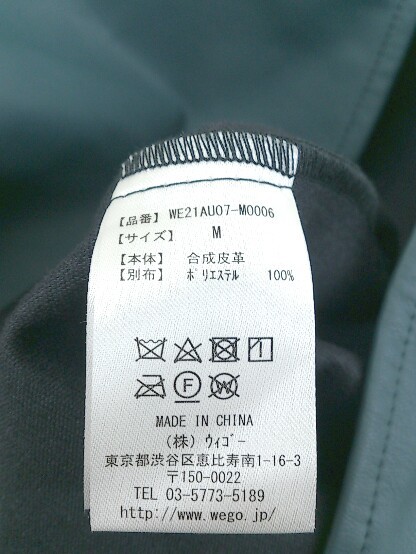 【品番】 WE21AU07-M0006
【サイズ】 M
【本体】 合成皮革
【別布】 ポリエステル 100%
F W
MADE IN CHINA
(株) ウィゴー
東京都渋谷区恵比寿南1-16-3
〒150-0022
TEL 03-5773-5189
http://www.wego.jp/